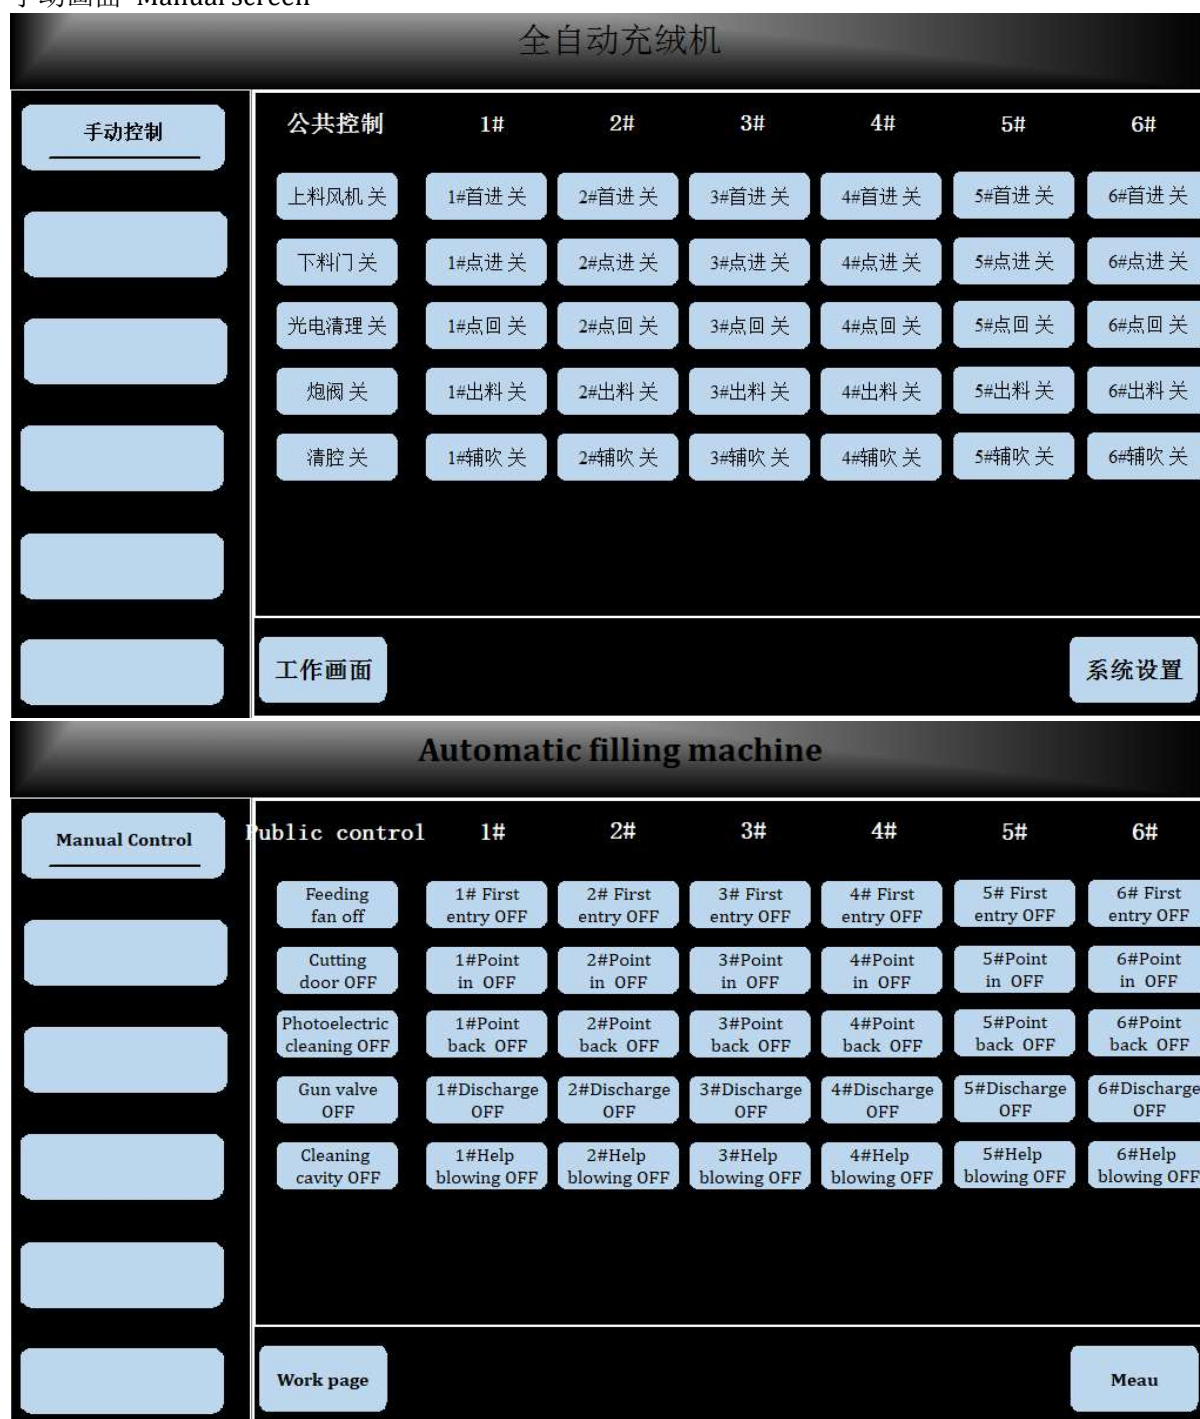 手动画面 Manual screen
全自动充绒机
手动控制
公共控制 1# 2# 3# 4# 5# 6#
上料风机 关 1#首进 关 2#首进 关 3#首进 关 4#首进 关 5#首进 关 6#首进 关
下料门 关 1#点进 关 2#点进 关 3#点进 关 4#点进 关 5#点进 关 6#点进 关
光电清理 关 1#点回 关 2#点回 关 3#点回 关 4#点回 关 5#点回 关 6#点回 关
炮阀 关 1#出料 关 2#出料 关 3#出料 关 4#出料 关 5#出料 关 6#出料 关
清腔 关 1#辅吹 关 2#辅吹 关 3#辅吹 关 4#辅吹 关 5#辅吹 关 6#辅吹 关
工作画面 系统设置
Automatic filling machine
Manual Control
Public control 1# 2# 3# 4# 5# 6#
Feeding 1# First 2# First 3# First 4# First 5# First 6# First
fan off entry OFF entry OFF entry OFF entry OFF entry OFF entry OFF
Cutting 1#Point 2#Point 3#Point 4#Point 5#Point 6#Point
door OFF in OFF in OFF in OFF in OFF in OFF in OFF
Photoelectric 1#Point 2#Point 3#Point 4#Point 5#Point 6#Point
cleaning OFF back OFF back OFF back OFF back OFF back OFF back OFF
Gun valve 1#Discharge 2#Discharge 3#Discharge 4#Discharge 5#Discharge 6#Discharge
OFF OFF OFF OFF OFF OFF OFF
Cleaning 1#Help 2#Help 3#Help 4#Help 5#Help 6#Help
cavity OFF blowing OFF blowing OFF blowing OFF blowing OFF blowing OFF blowing OFF
Work page Meau